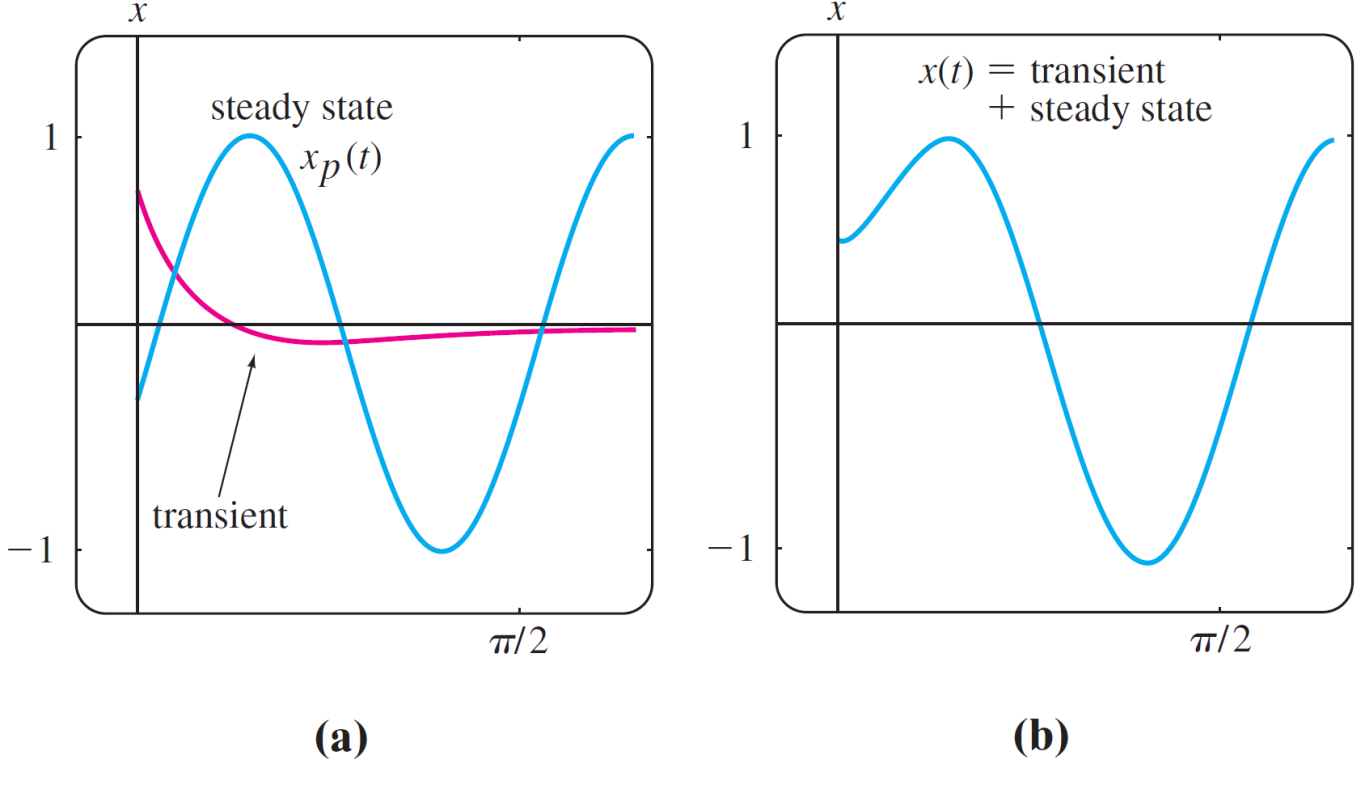 x
steady state
x_p(t)
1
transient
−1
π/2
(a)
x
x(t) = transient
+ steady state
1
−1
π/2
(b)